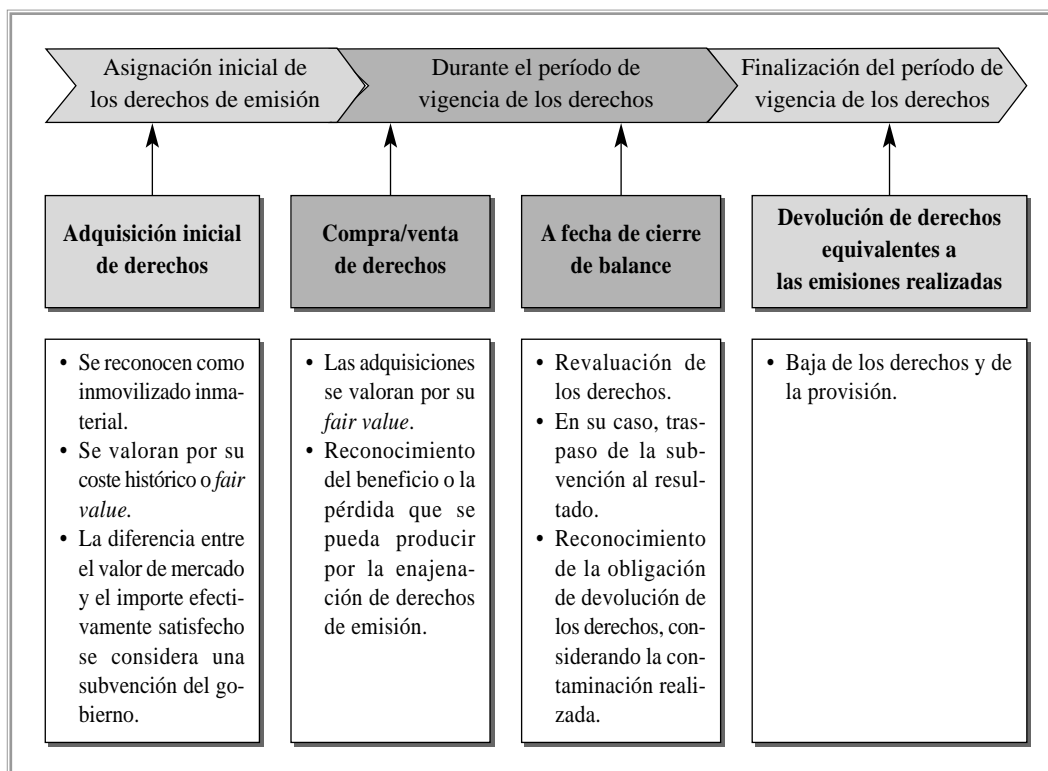 Asignación inicial de
los derechos de emisión
Durante el período de
vigencia de los derechos
Finalización del período de
vigencia de los derechos
Adquisición inicial
de derechos
Compra/venta
de derechos
A fecha de cierre
de balance
Devolución de derechos
equivalentes a
las emisiones realizadas
• Se reconocen como
inmovilizado inma-
terial.
• Se valoran por su
coste histórico o fair
value.
• La diferencia entre
el valor de mercado
y el importe efecti-
vamente satisfecho
se considera una
subvención del go-
bierno.
• Las adquisiciones
se valoran por su
fair value.
• Reconocimiento
del beneficio o la
pérdida que se
pueda producir
por la enajena-
ción de derechos
de emisión.
• Revaluación de
los derechos.
• En su caso, tras-
paso de la sub-
vención al resul-
tado.
• Reconocimiento
de la obligación
de devolución de
los derechos, con-
siderando la con-
taminación reali-
zada.
• Baja de los derechos y de
la provisión.